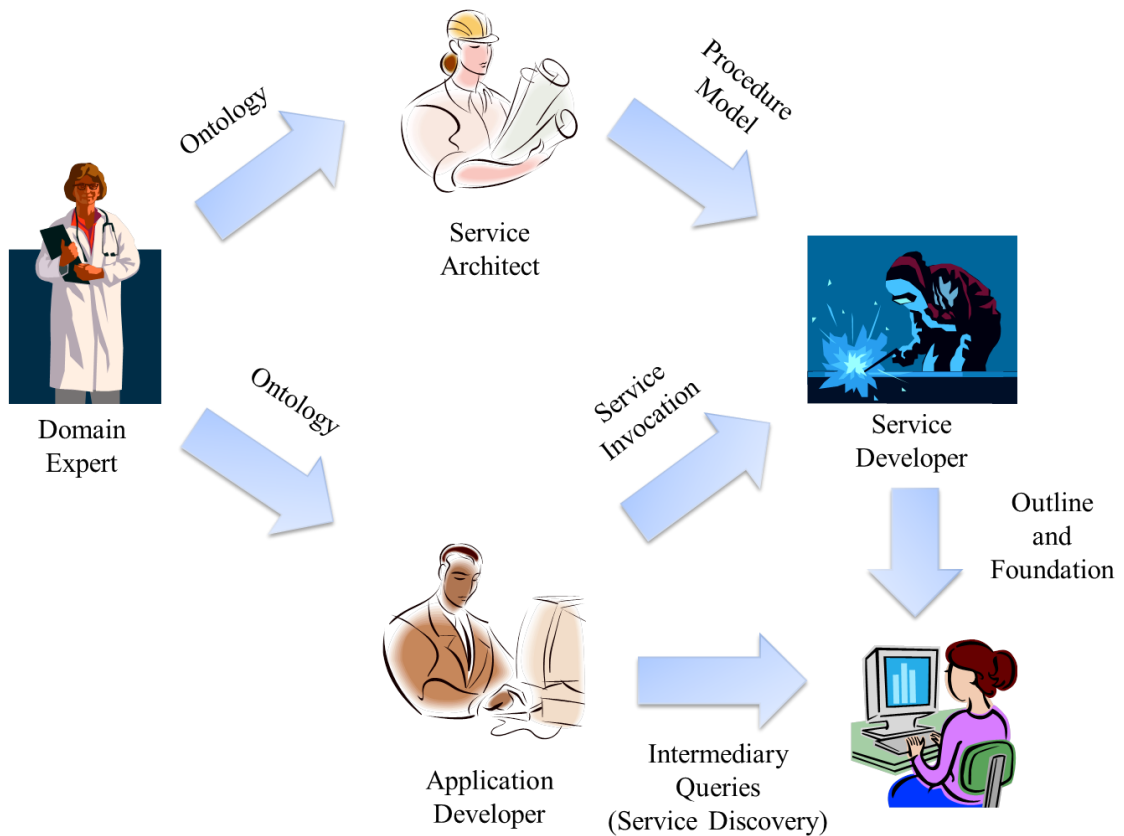 Ontology
Procedure
Model
Service
Architect
Domain
Expert
Ontology
Service
Invocation
Service
Developer
Outline
and
Foundation
Application
Developer
Intermediary
Queries
(Service Discovery)